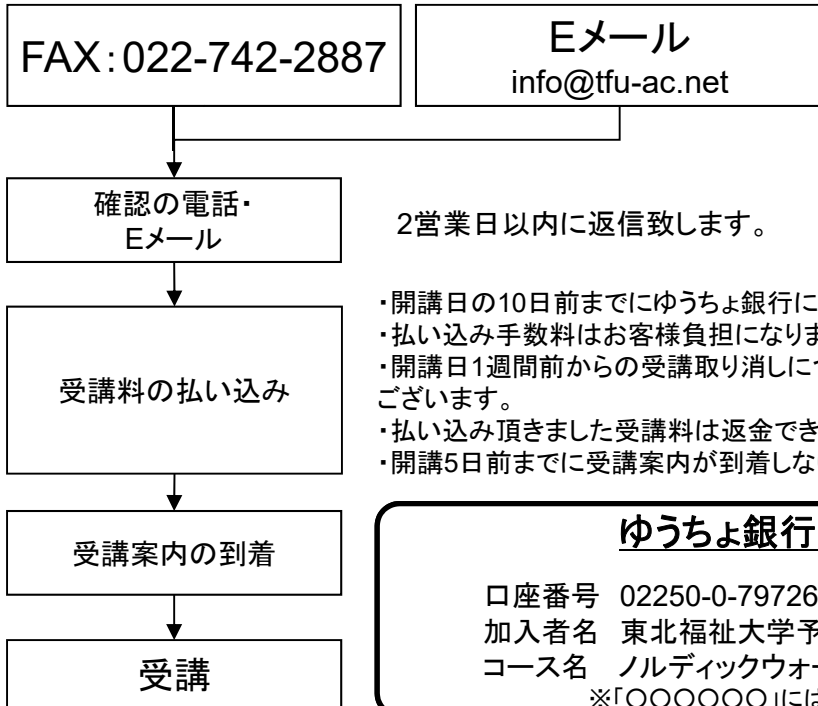 FAX：022-742-2887
Eメール
info@tfu-ac.net
確認の電話・
Eメール
2営業日以内に返信致します。
受講料の払い込み
・開講日の10日前までにゆうちょ銀行に
・払い込み手数料はお客様負担になりま
・開講日1週間前からの受講取り消しにつ
ございます。
・払い込み頂きました受講料は返金でき
・開講5日前までに受講案内が到着しな
受講案内の到着
ゆうちょ銀行
口座番号 02250-0-79726
加入者名 東北福祉大学予
コース名 ノルディックウォー
※「○○○○○○」には
受講